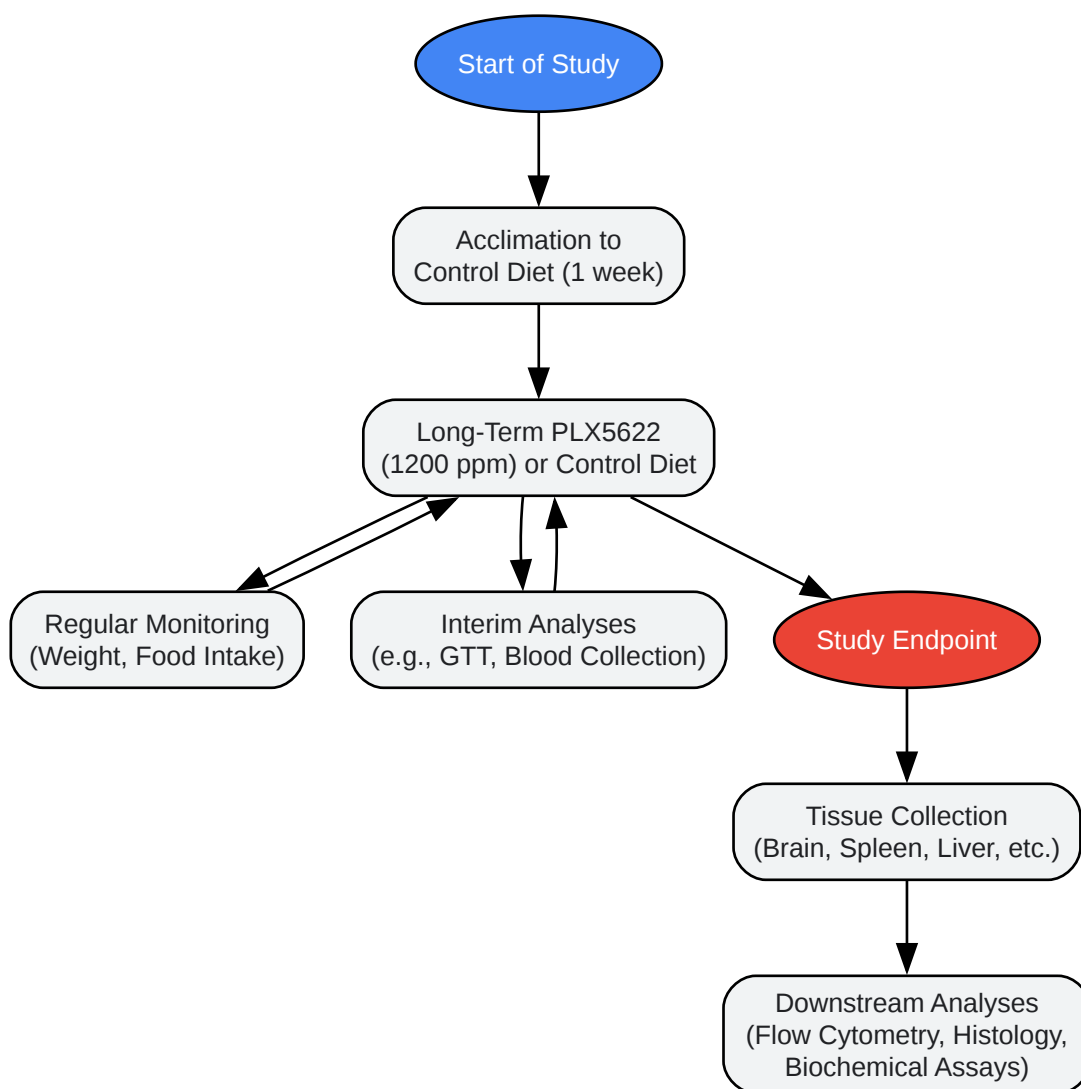 Start of Study
Acclimation to
Control Diet (1 week)
Long-Term PLX5622
(1200 ppm) or Control Diet
Regular Monitoring
(Weight, Food Intake)
Interim Analyses
(e.g., GTT, Blood Collection)
Study Endpoint
Tissue Collection
(Brain, Spleen, Liver, etc.)
Downstream Analyses
(Flow Cytometry, Histology,
Biochemical Assays)